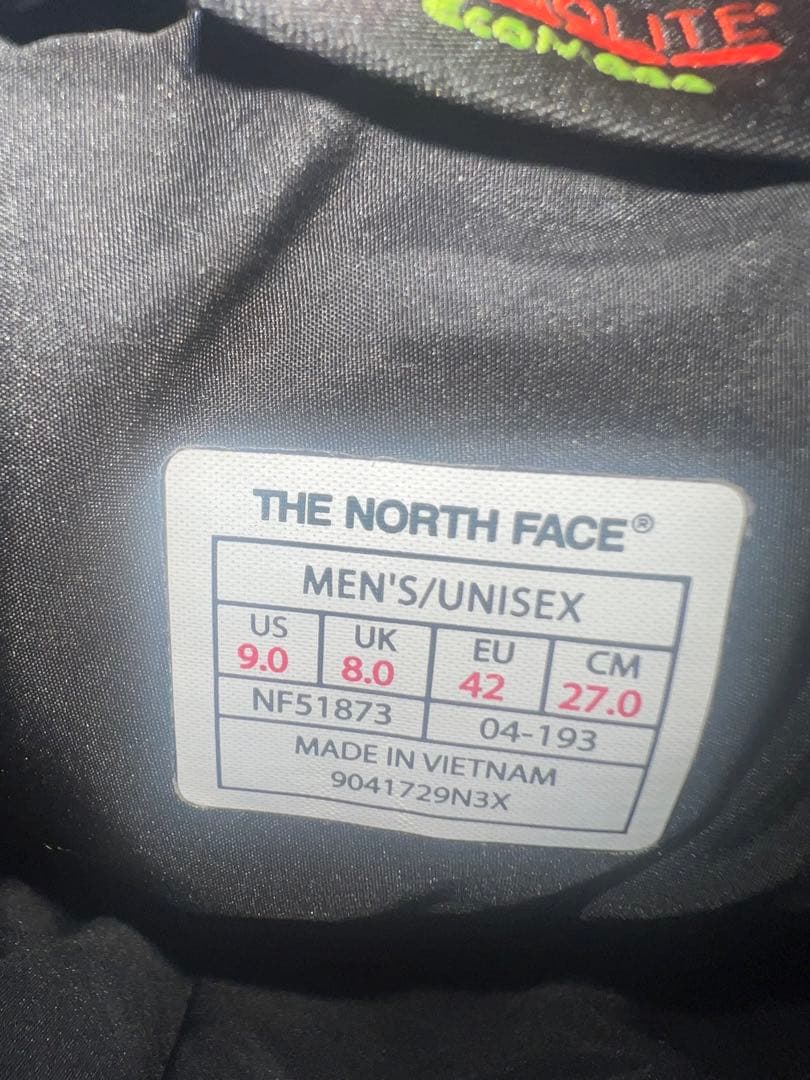 OLITE
THE NORTH FACE®
MEN'S/UNISEX
US UK EU CM
9.0 8.0 42 27.0
NF51873 04-193
MADE IN VIETNAM
9041729N3X